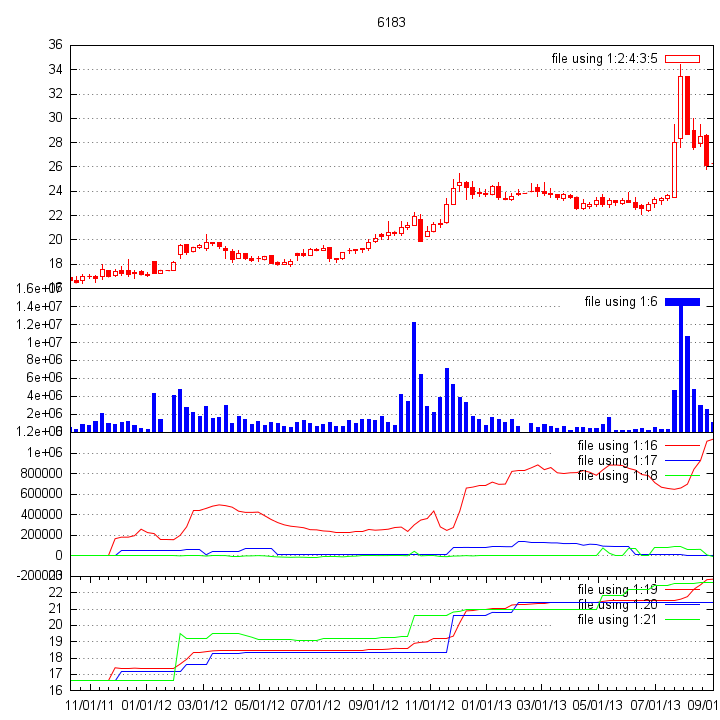 6183
36
file using 1:2:4:3:5
34
32
30
28
26
24
22
20
18
1.6e+07
file using 1:6
1.4e+07
1.2e+07
1e+07
8e+06
6e+06
4e+06
2e+06
1.2e+06
file using 1:16
1e+06
file using 1:17
800000
file using 1:18
600000
400000
200000
0
-200000
22
file using 1:19
21
file using 1:20
20
file using 1:21
19
18
17
16
11/01/11 01/01/12 03/01/12 05/01/12 07/01/12 09/01/12 11/01/12 01/01/13 03/01/13 05/01/13 07/01/13 09/01